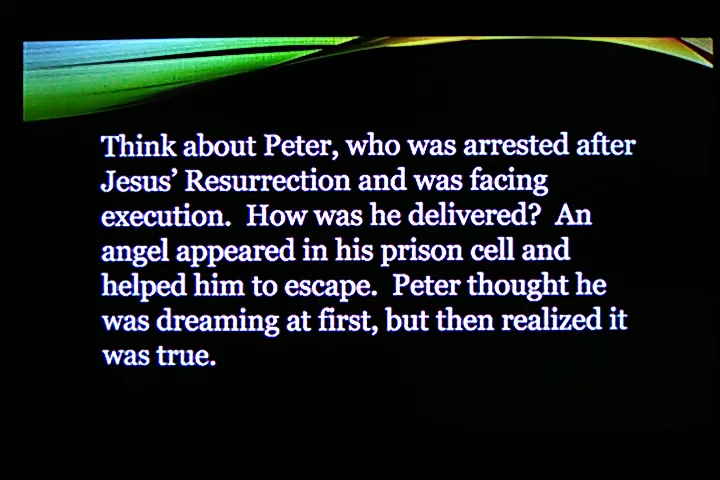 Think about Peter, who was arrested after
Jesus’ Resurrection and was facing
execution.  How was he delivered?  An
angel appeared in his prison cell and
helped him to escape.  Peter thought he
was dreaming at first, but then realized it
was true.